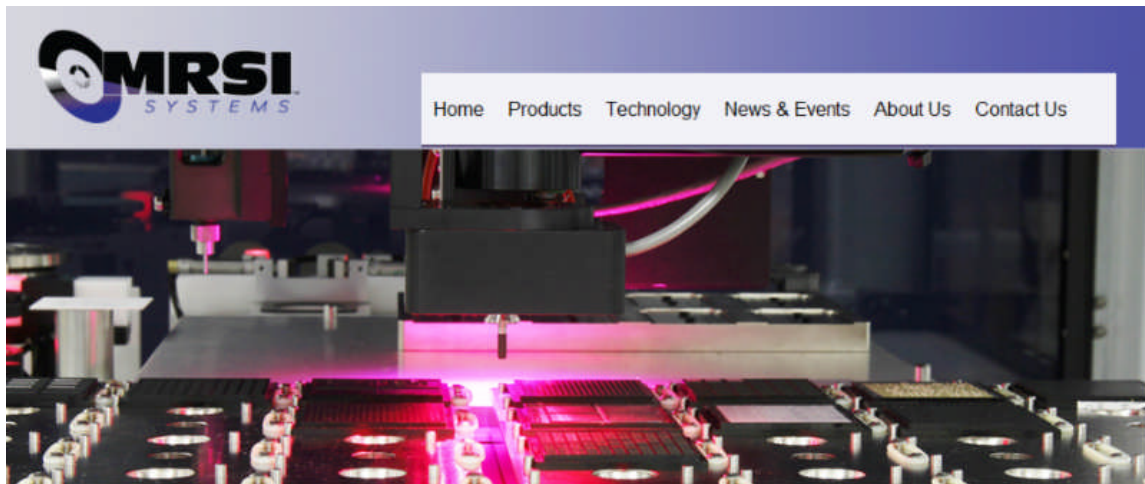 MRSI
SYSTEMS
Home Products Technology News & Events About Us Contact Us